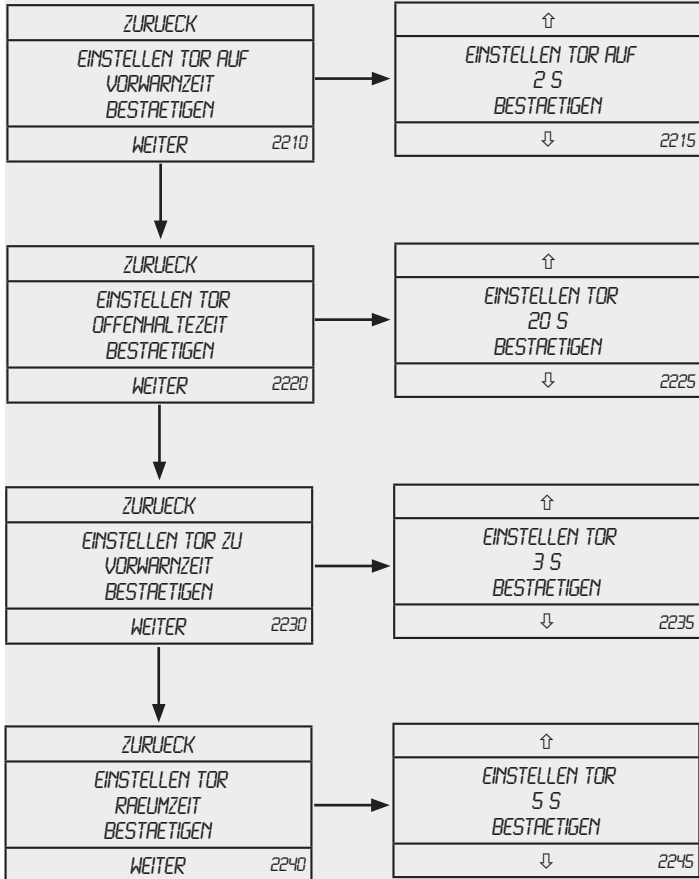 ZURUECK
EINSTELLEN TOR AUF
VORWARNZEIT
BESTAETIGEN
WEITER 2210
⇧
EINSTELLEN TOR AUF
2 S
BESTAETIGEN
⇩ 2215
ZURUECK
EINSTELLEN TOR
OFFENHALTEZEIT
BESTAETIGEN
WEITER 2220
⇧
EINSTELLEN TOR
20 S
BESTAETIGEN
⇩ 2225
ZURUECK
EINSTELLEN TOR ZU
VORWARNZEIT
BESTAETIGEN
WEITER 2230
⇧
EINSTELLEN TOR
3 S
BESTAETIGEN
⇩ 2235
ZURUECK
EINSTELLEN TOR
RAEUMZEIT
BESTAETIGEN
WEITER 2240
⇧
EINSTELLEN TOR
5 S
BESTAETIGEN
⇩ 2245